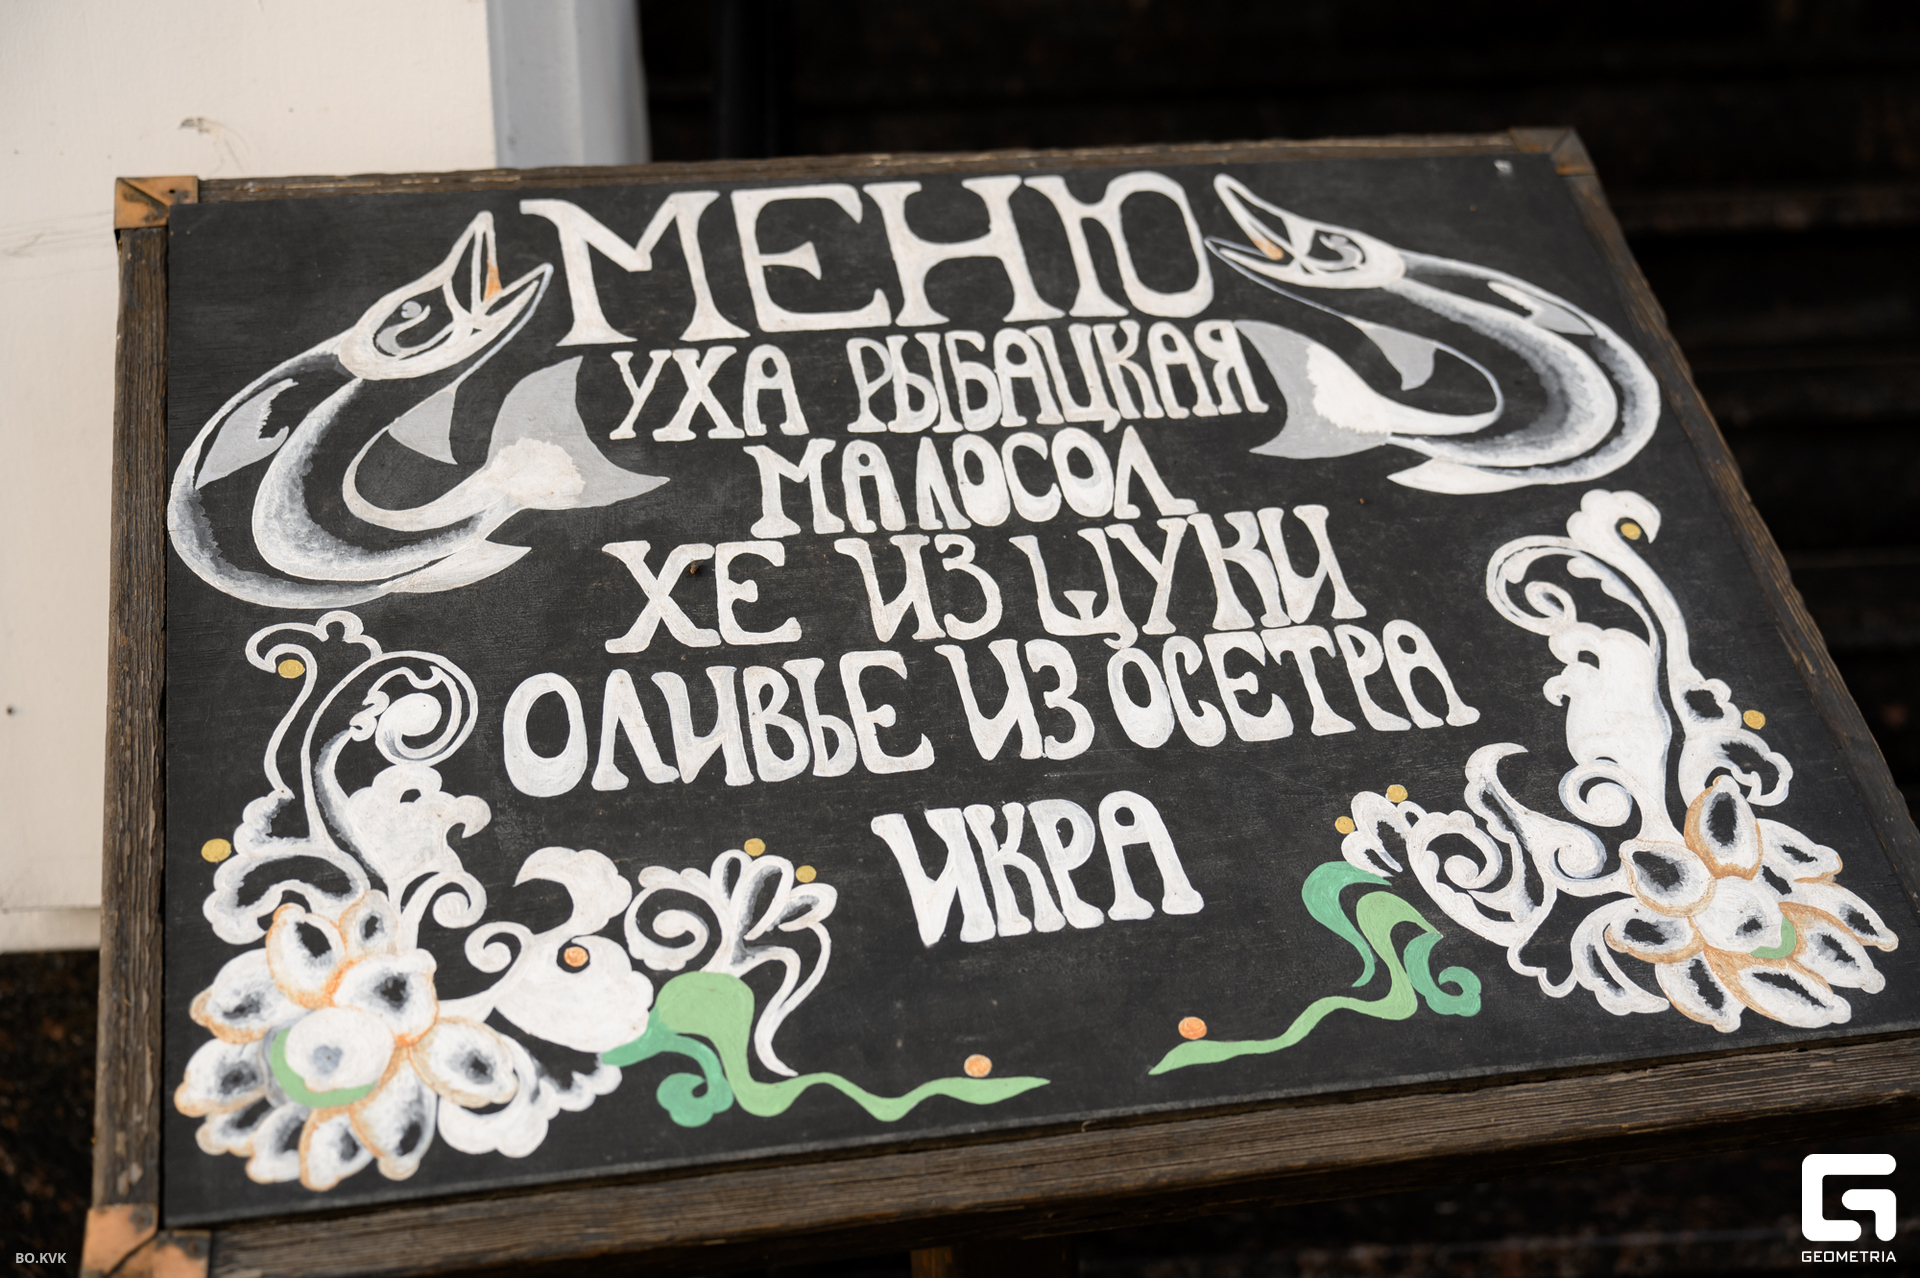 МЕНЮ
УХА РЫБАЦКАЯ
МАЛОСОЛ
ХЕ ИЗ ЩУКИ
ОЛИВЬЕ ИЗ ОСЕТРА
ИКРА
BO.KVK
GEOMETRIA